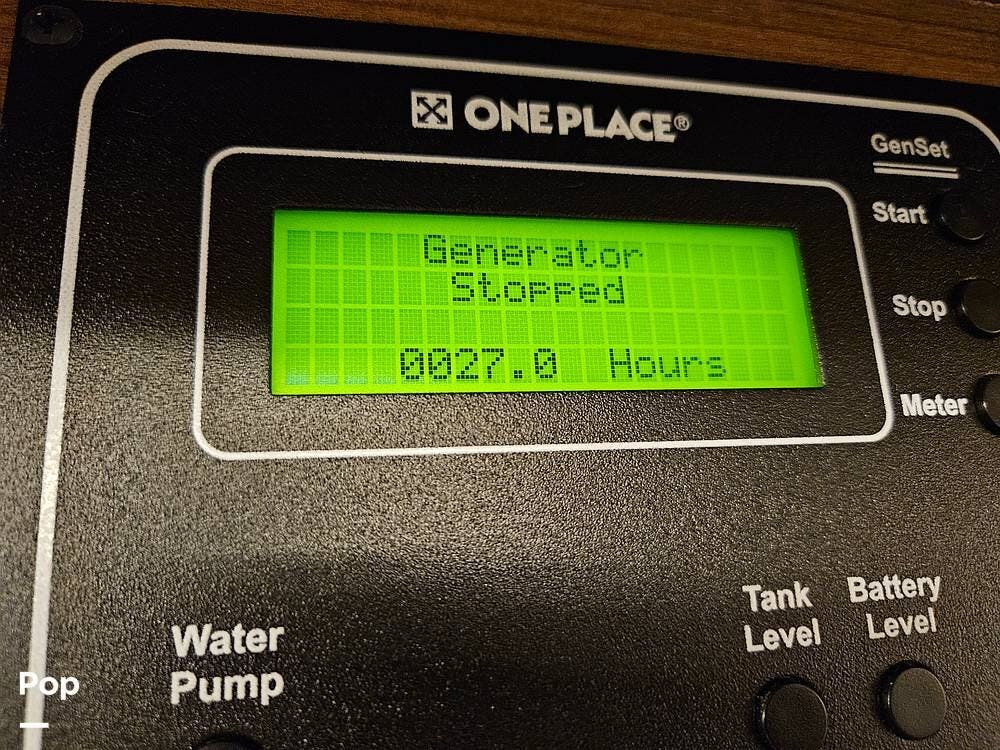 ONE PLACE®
GenSet
Start
Generator
Stopped
Stop
0027.0 Hours
Meter
Tank
Level
Battery
Level
Water
Pump
Pop